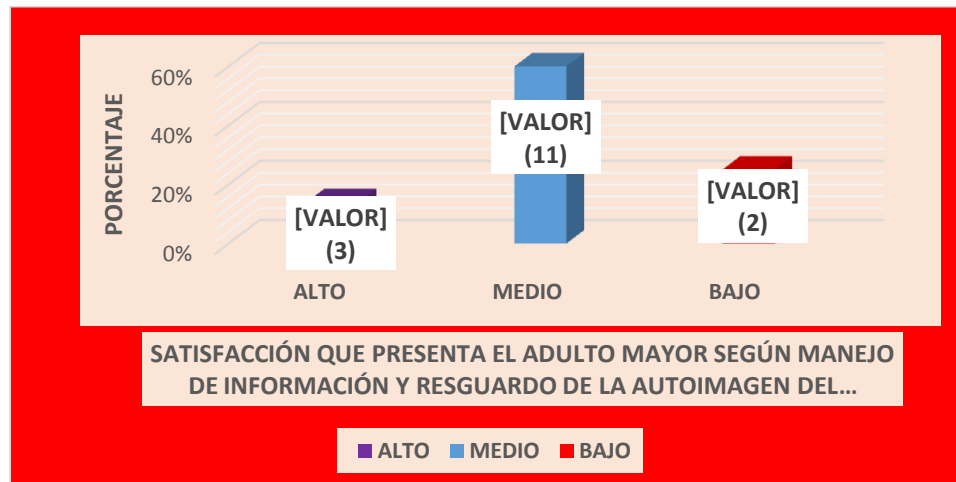 PORCENTAJE
60%
40%
20%
0%
[VALOR]
(3)
[VALOR]
(11)
[VALOR]
(2)
ALTO
MEDIO
BAJO
SATISFACCIÓN QUE PRESENTA EL ADULTO MAYOR SEGÚN MANEJO
DE INFORMACIÓN Y RESGUARDO DE LA AUTOIMAGEN DEL…
ALTO
MEDIO
BAJO